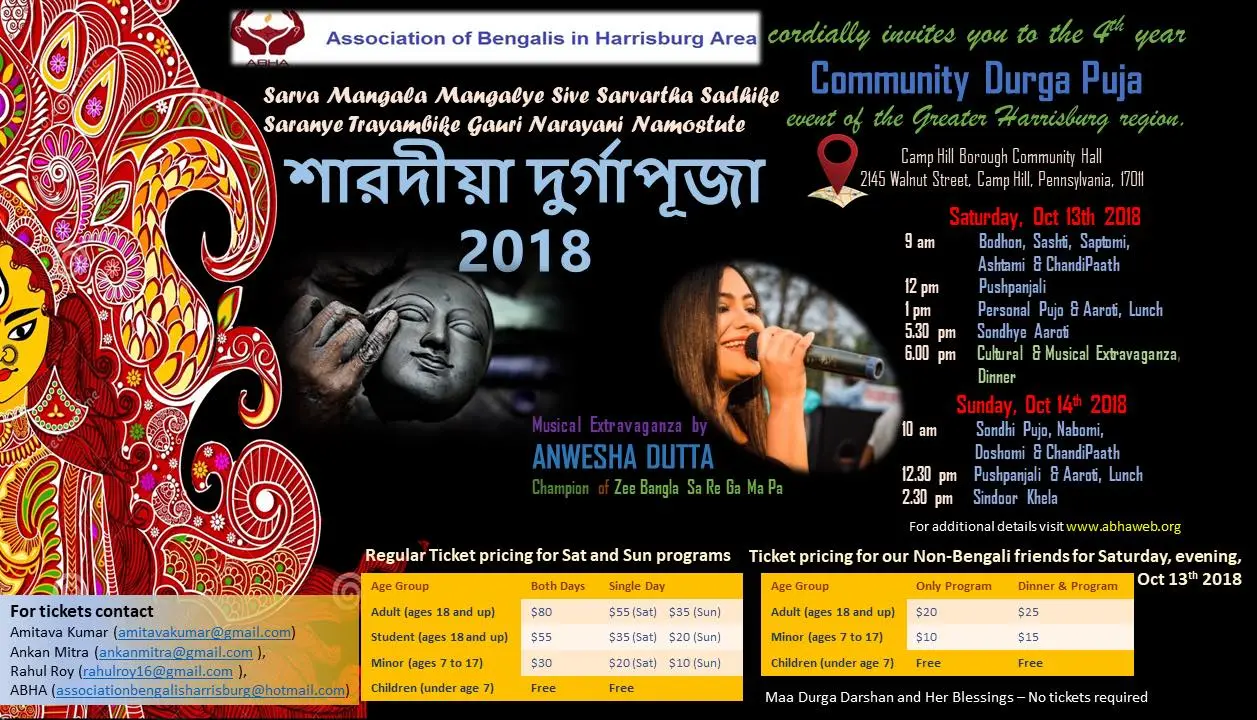 ABHA
Association of Bengalis in Harrisburg Area
cordially invites you to the 4th year
Community Durga Puja
event of the Greater Harrisburg region.
Sarva Mangala Mangalye Sive Sarvartha Sadhike
Saranye Trayambike Gauri Narayani Namostute
শারদীয়া দুর্গাপূজা
2018
Camp Hill Borough Community Hall
2145 Walnut Street, Camp Hill, Pennsylvania, 17011
Saturday, Oct 13th 2018
9 am Bodhon, Sashti, Saptomi,
Ashtami & ChandiPaath
12 pm Pushpanjali
1 pm Personal Pujo & Aaroti, Lunch
5.30 pm Sondhye Aaroti
6.00 pm Cultural & Musical Extravaganza,
Dinner
Sunday, Oct 14th 2018
10 am Sondhi Pujo, Nabomi,
Doshomi & ChandiPaath
12.30 pm Pushpanjali & Aaroti, Lunch
2.30 pm Sindoor Khela
For additional details visit www.abhaweb.org
Musical Extravaganza by
ANWESHA DUTTA
Champion of Zee Bangla Sa Re Ga Ma Pa
Regular Ticket pricing for Sat and Sun programs
Age Group Both Days Single Day
Adult (ages 18 and up) $80 $55 (Sat) $35 (Sun)
Student (ages 18 and up) $55 $35 (Sat) $20 (Sun)
Minor (ages 7 to 17) $30 $20 (Sat) $10 (Sun)
Children (under age 7) Free Free
Ticket pricing for our Non-Bengali friends for Saturday, evening,
Oct 13th 2018
Age Group Only Program Dinner & Program
Adult (ages 18 and up) $20 $25
Minor (ages 7 to 17) $10 $15
Children (under age 7) Free Free
Maa Durga Darshan and Her Blessings – No tickets required
For tickets contact
Amitava Kumar (amitavakumar@gmail.com)
Ankan Mitra (ankanmitra@gmail.com ),
Rahul Roy (rahulroy16@gmail.com ),
ABHA (associationbengalisharrisburg@hotmail.com)